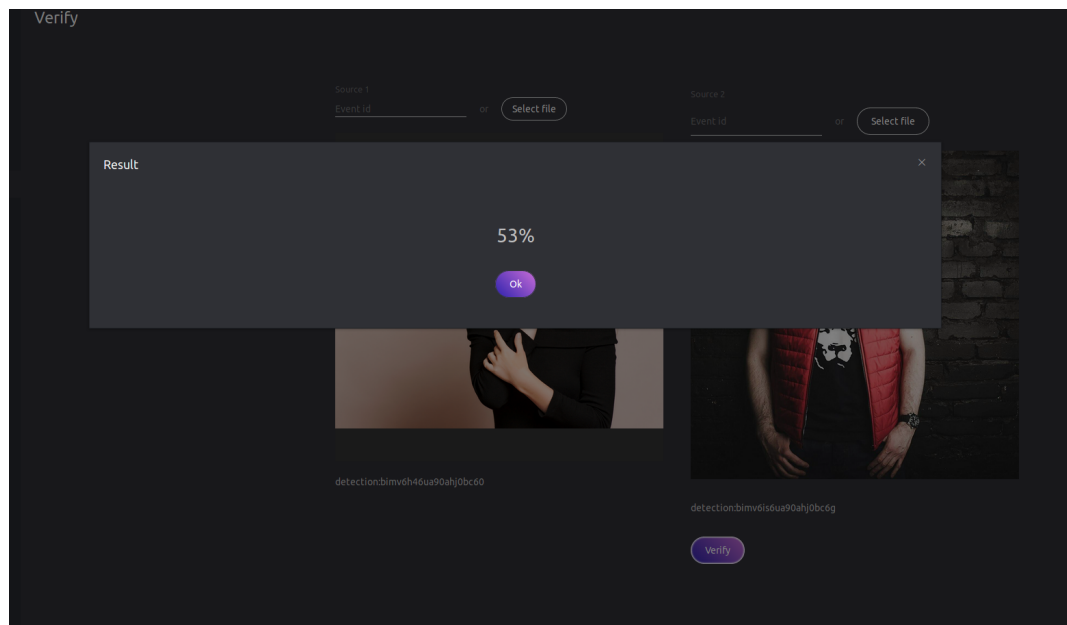 Verify
Source 1
Event id
or
Select file
Source 2
Event id
or
Select file
Result
×
53%
Ok
detection:bimv6h46ua90ahj0bc60
detection:bimv6is6ua90ahj0bc6g
Verify